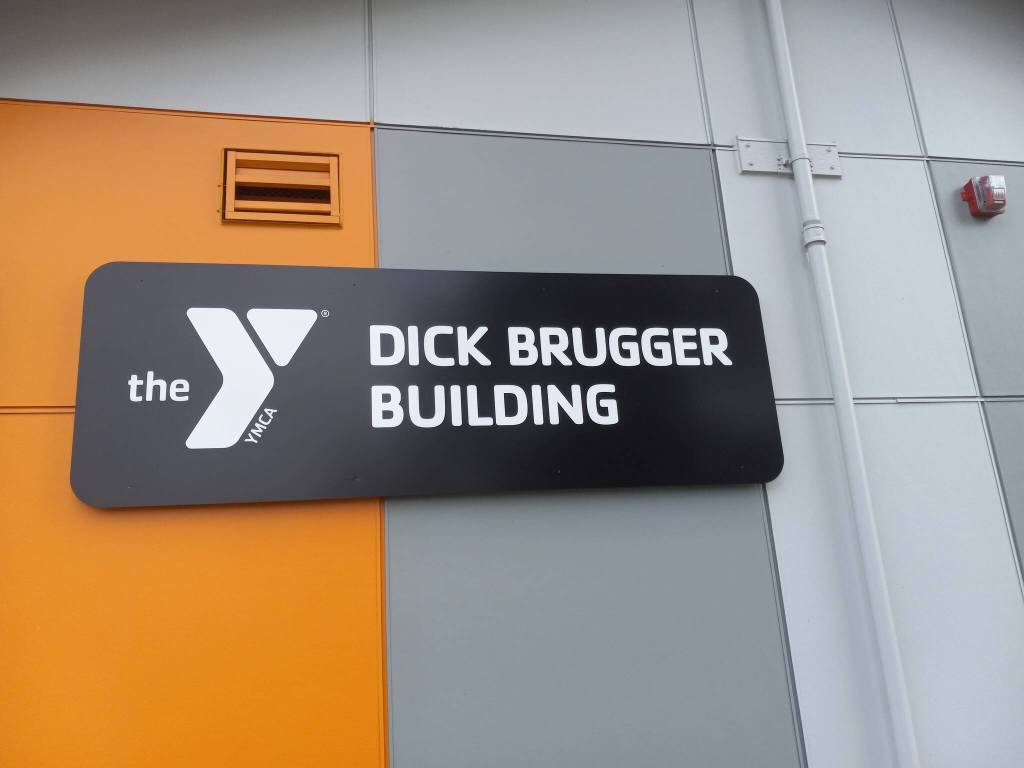 the Y®
YMCA
DICK BRUGGER
BUILDING